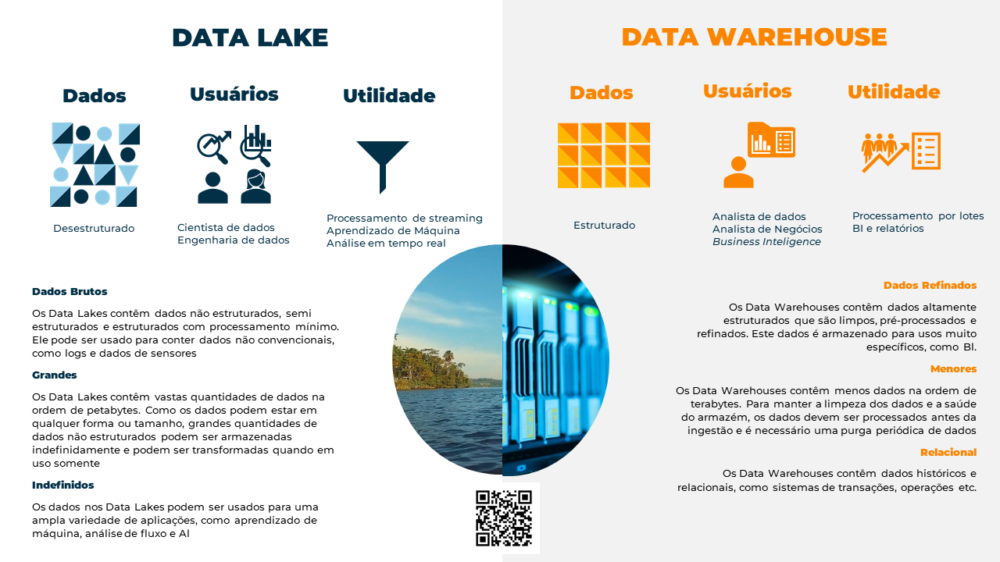 DATA LAKE
Dados
Usuários
Utilidade
Desestruturado
Cientista de dados
Engenharia de dados
Processamento de streaming
Aprendizado de Máquina
Análise em tempo real
Dados Brutos
Os Data Lakes contêm dados não estruturados, semi
estruturados e estruturados com processamento mínimo.
Ele pode ser usado para conter dados não convencionais,
como logs e dados de sensores
Grandes
Os Data Lakes contêm vastas quantidades de dados na
ordem de petabytes. Como os dados podem estar em
qualquer forma ou tamanho, grandes quantidades de
dados não estruturados podem ser armazenadas
indefinidamente e podem ser transformadas quando em
uso somente
Indefinidos
Os dados nos Data Lakes podem ser usados para uma
ampla variedade de aplicações, como aprendizado de
máquina, análise de fluxo e AI
DATA WAREHOUSE
Dados
Usuários
Utilidade
Estruturado
Analista de dados
Analista de Negócios
Business Inteligence
Processamento por lotes
BI e relatórios
Dados Refinados
Os Data Warehouses contêm dados altamente
estruturados que são limpos, pré-processados e
refinados. Este dados é armazenado para usos muito
específicos, como BI.
Menores
Os Data Warehouses contêm menos dados na ordem de
terabytes. Para manter a limpeza dos dados e a saúde
do armazém, os dados devem ser processados antes da
ingestão e é necessário uma purga periódica de dados
Relacional
Os Data Warehouses contêm dados históricos e
relacionais, como sistemas de transações, operações etc.